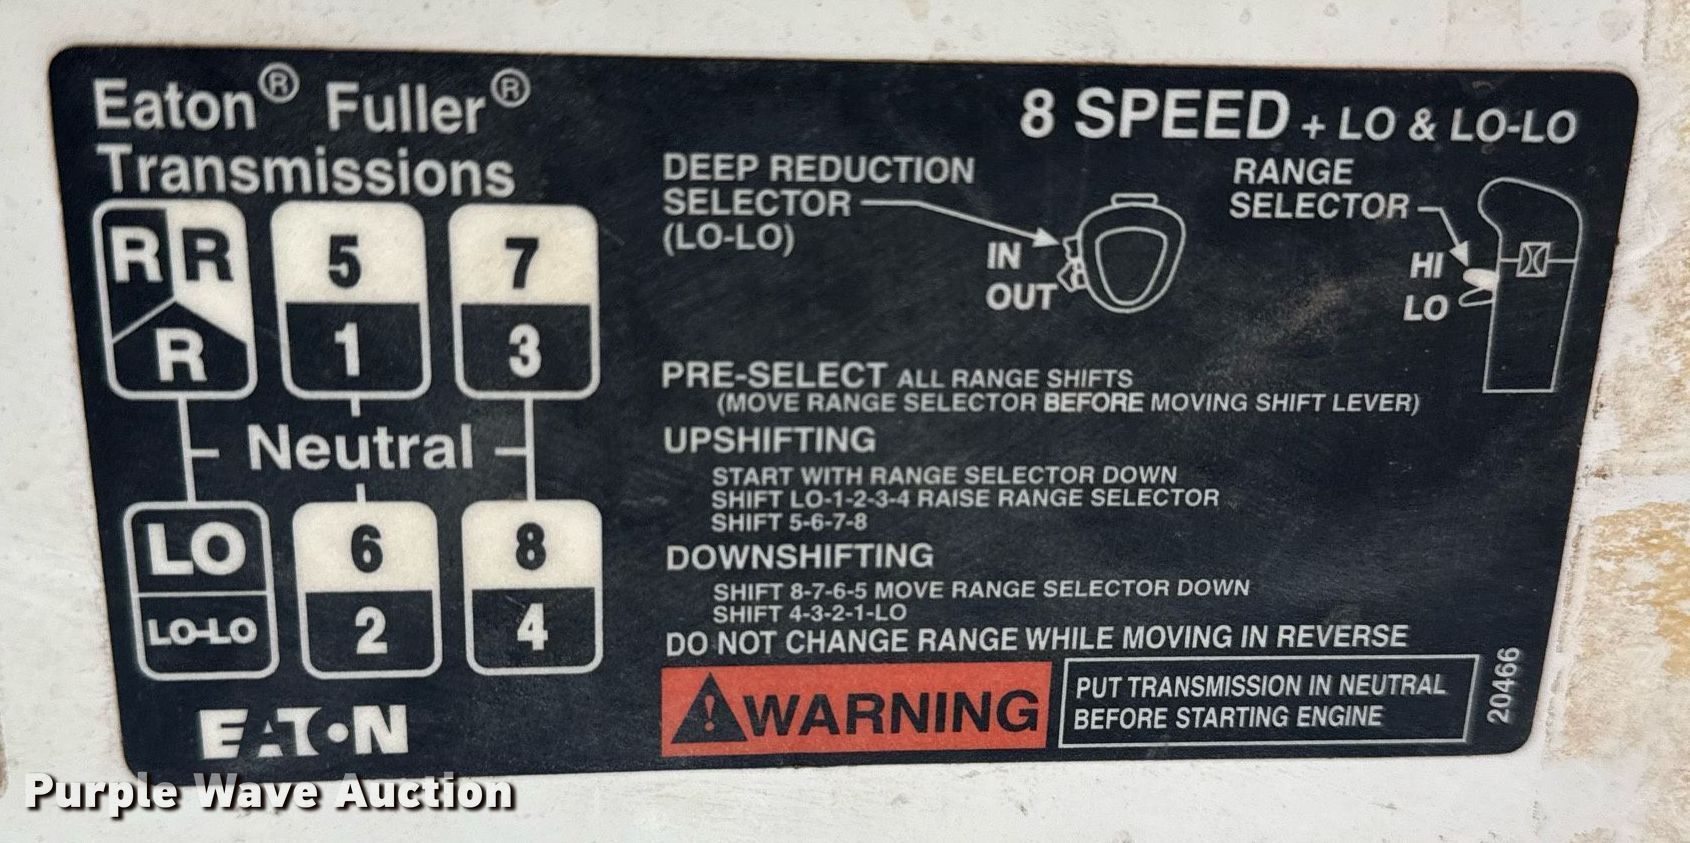 Eaton® Fuller®
Transmissions
8 SPEED + LO & LO-LO
R R
R
5
1
7
3
Neutral
LO
LO-LO
6
2
8
4
EATON
DEEP REDUCTION
SELECTOR
(LO-LO)
IN
OUT
RANGE
SELECTOR
HI
LO
PRE-SELECT ALL RANGE SHIFTS
(MOVE RANGE SELECTOR BEFORE MOVING SHIFT LEVER)
UPSHIFTING
START WITH RANGE SELECTOR DOWN
SHIFT LO-1-2-3-4 RAISE RANGE SELECTOR
SHIFT 5-6-7-8
DOWNSHIFTING
SHIFT 8-7-6-5 MOVE RANGE SELECTOR DOWN
SHIFT 4-3-2-1-LO
DO NOT CHANGE RANGE WHILE MOVING IN REVERSE
WARNING
PUT TRANSMISSION IN NEUTRAL
BEFORE STARTING ENGINE
20466
Purple Wave Auction